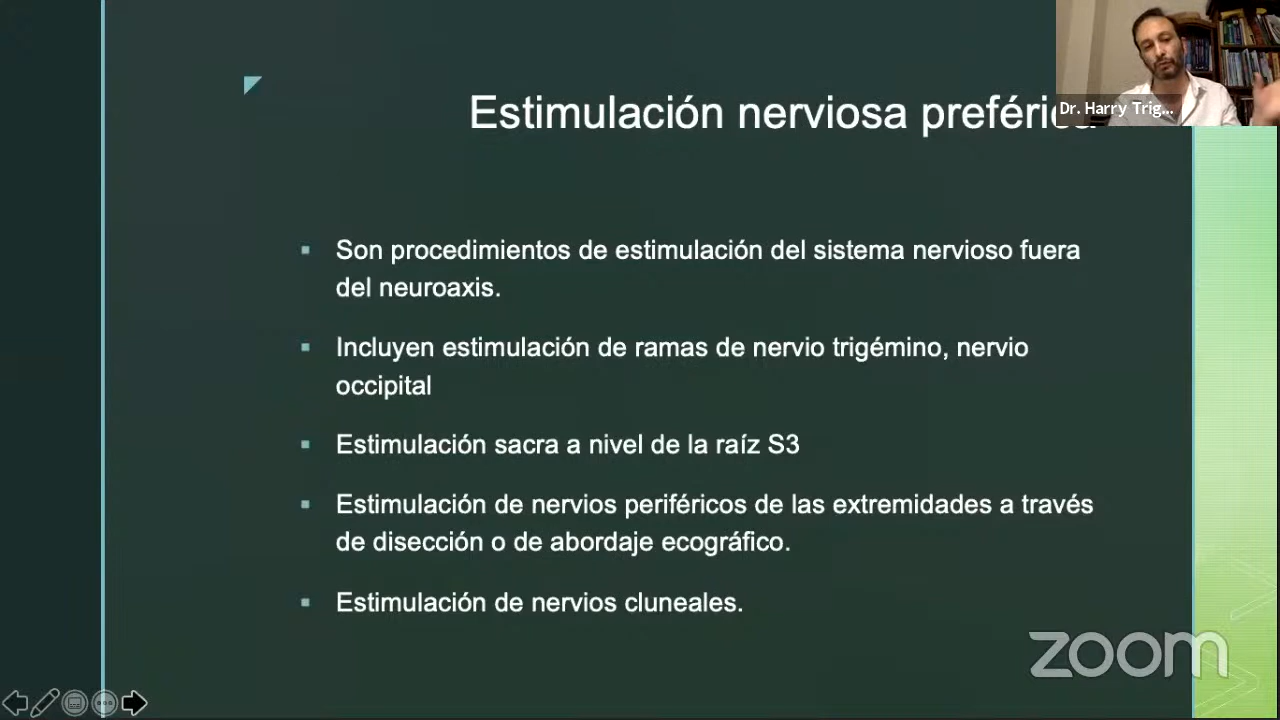 Estimulación nerviosa preférica
Dr. Harry Trig...
Son procedimientos de estimulación del sistema nervioso fuera
del neuroaxis.
Incluyen estimulación de ramas de nervio trigémino, nervio
occipital
Estimulación sacra a nivel de la raíz S3
Estimulación de nervios periféricos de las extremidades a través
de disección o de abordaje ecográfico.
Estimulación de nervios cluneales.
zoom